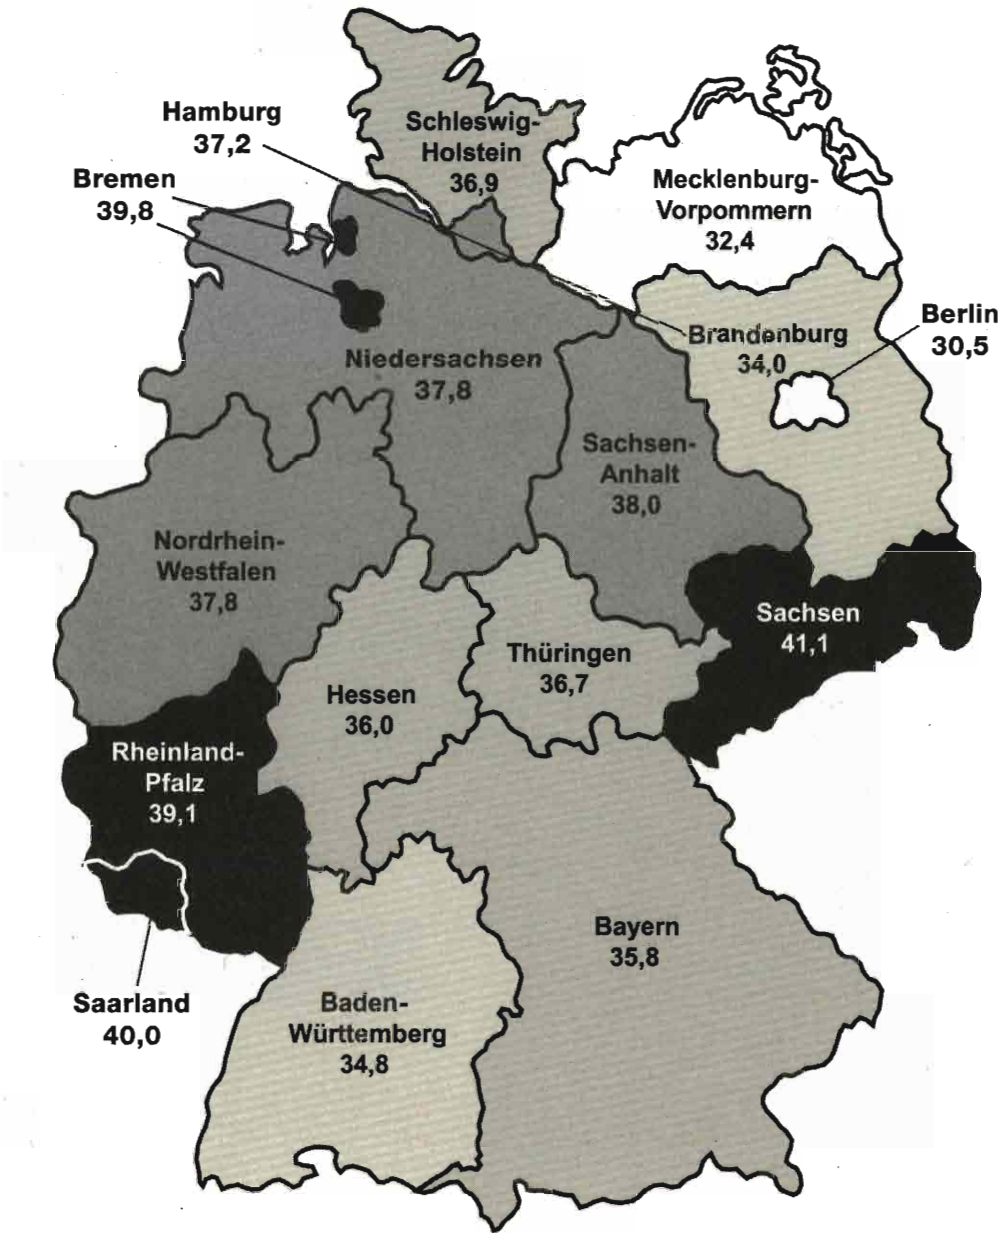 Schleswig-
Holstein
36,9
Hamburg
37,2
Bremen
39,8
Mecklenburg-
Vorpommern
32,4
Brandenburg
34,0
Berlin
30,5
Niedersachsen
37,8
Sachsen-
Anhalt
38,0
Nordrhein-
Westfalen
37,8
Sachsen
41,1
Thüringen
36,7
Hessen
36,0
Rheinland-
Pfalz
39,1
Bayern
35,8
Saarland
40,0
Baden-
Württemberg
34,8